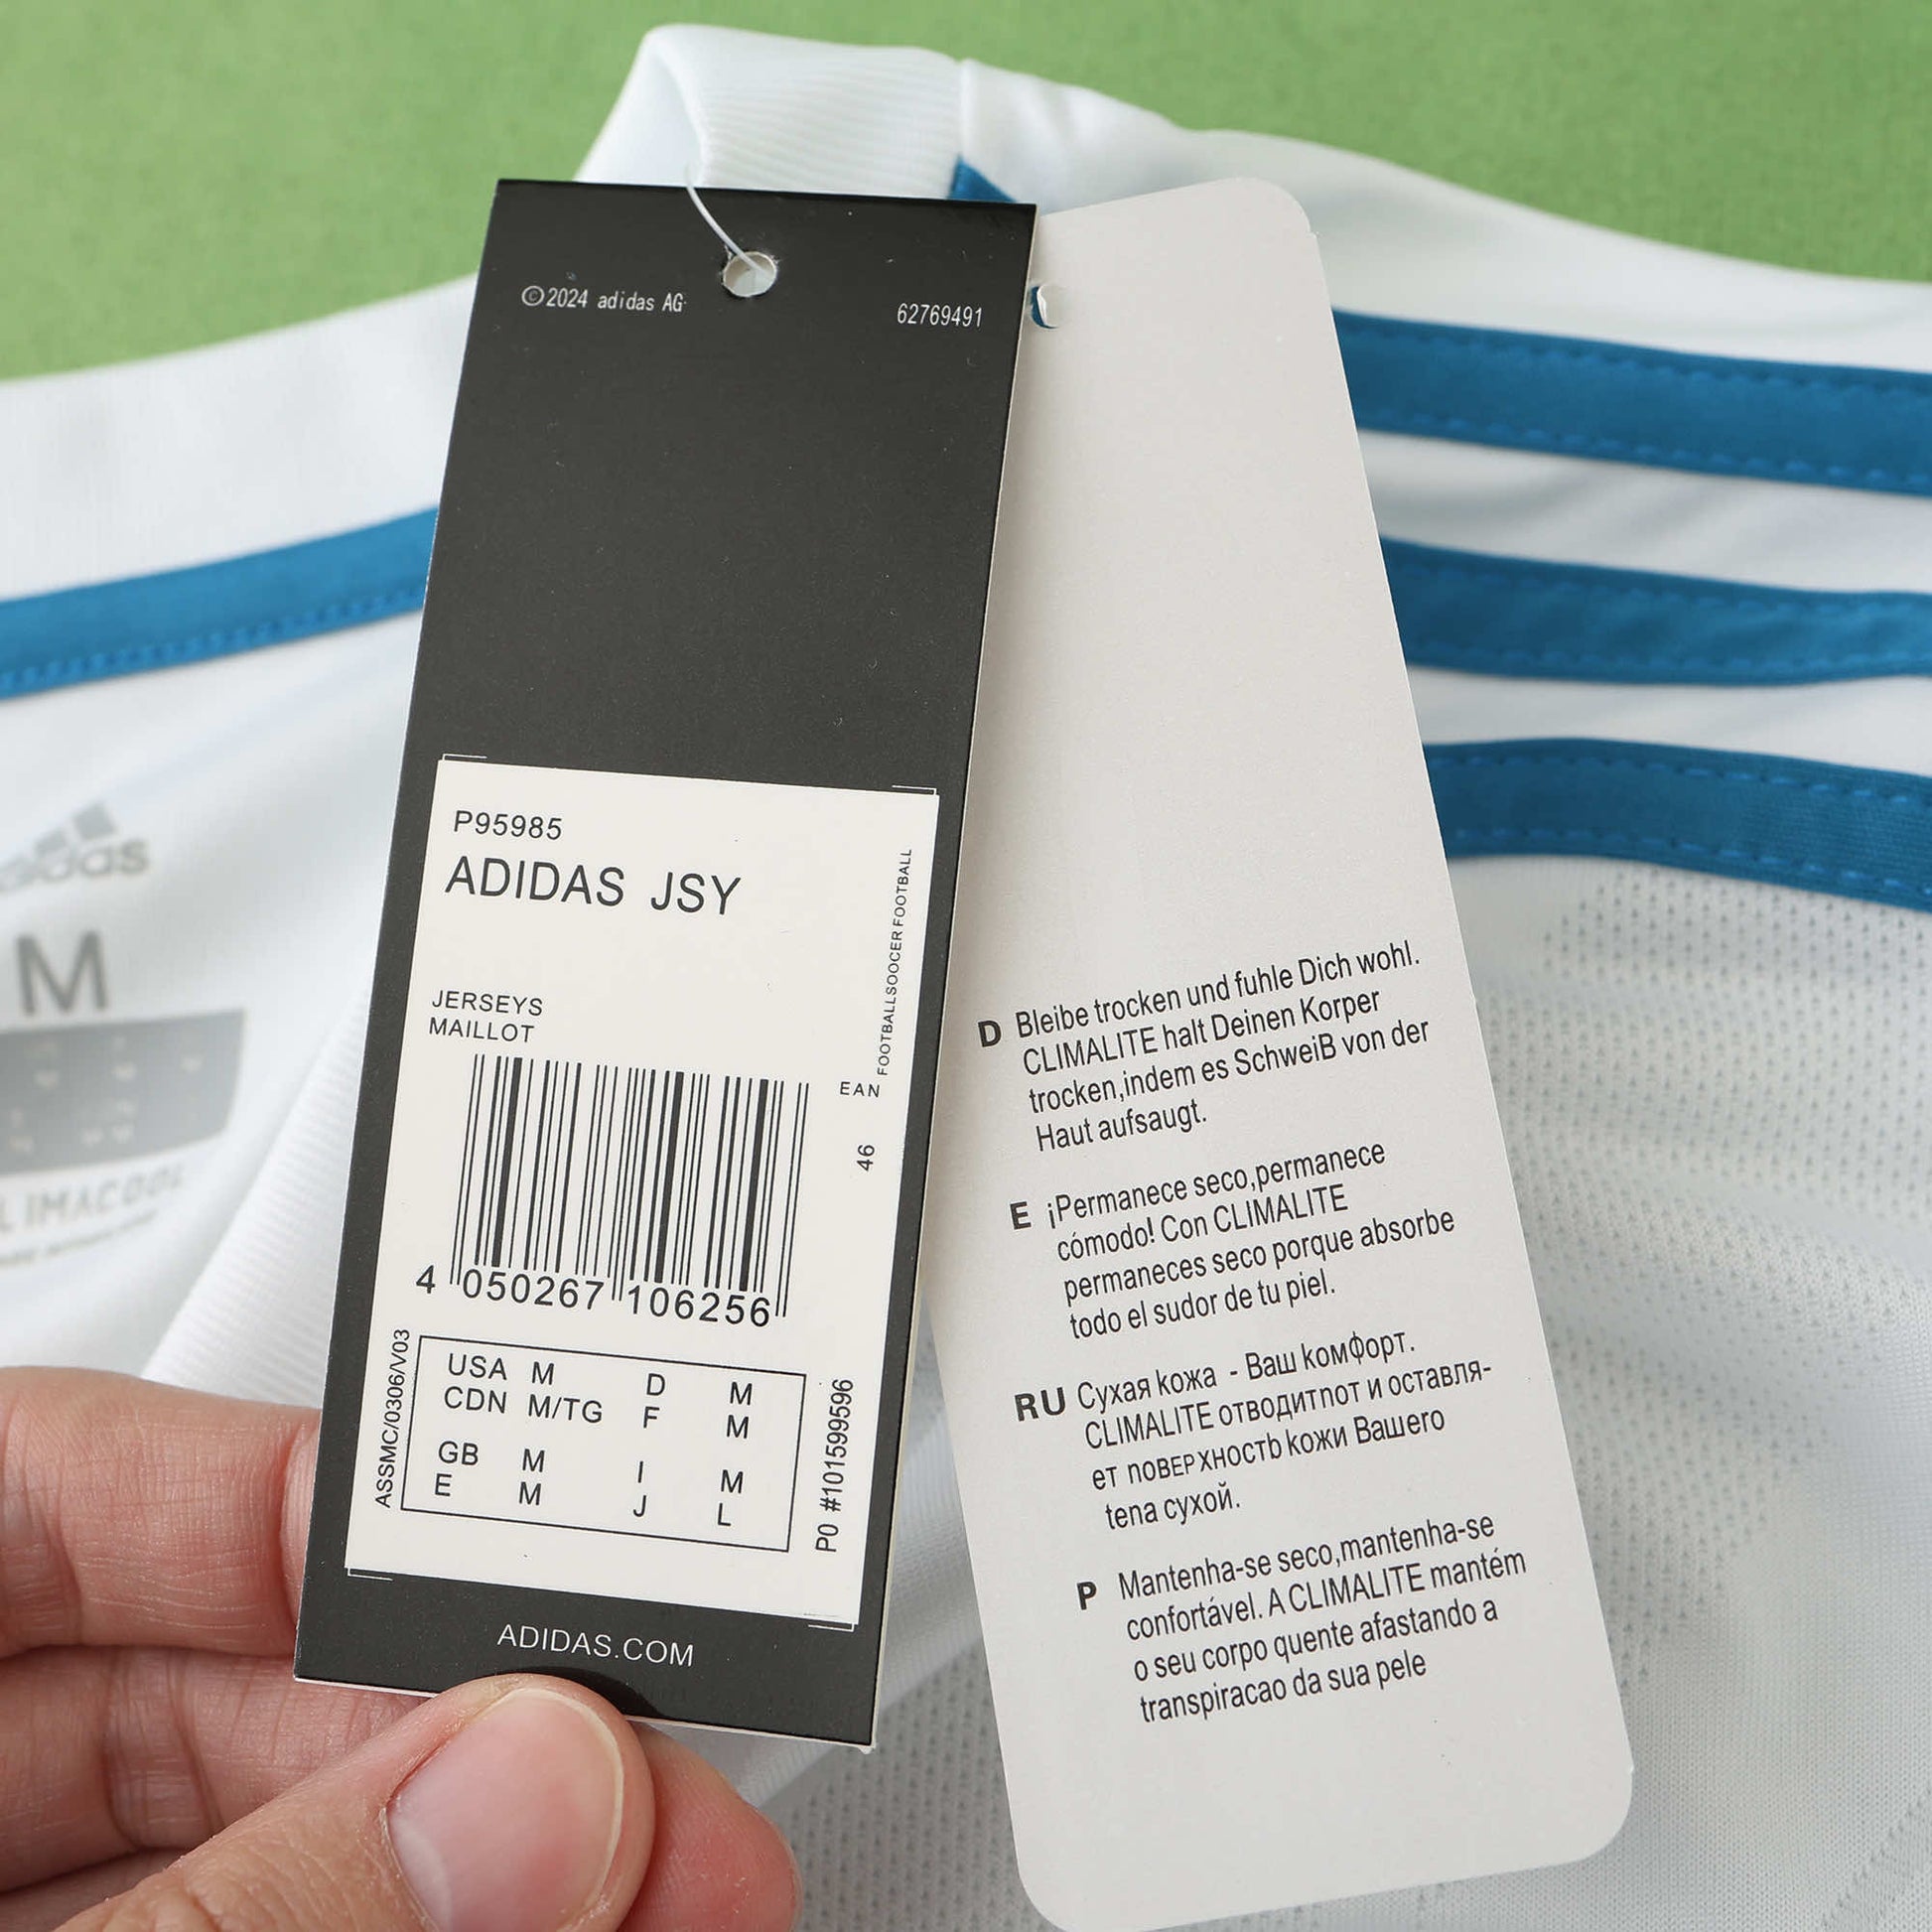 ©2024 adidas AG
62769491
P95985
ADIDAS JSY
FOOTBALLSOCCER FOOTBALL
JERSEYS
MAILLOT
EAN
46
4 050267 106256
ASSMC/0306/V03
USA M D M
CDN M/TG F M
GB M I M
E M J L
P0 #101599596
ADIDAS.COM
D Bleibe trocken und fuhle Dich wohl.
CLIMALITE halt Deinen Korper
trocken,indem es SchweiB von der
Haut aufsaugt.
E ¡Permanece seco,permanece
cómodo! Con CLIMALITE
permaneces seco porque absorbe
todo el sudor de tu piel.
RU Сухая кожа - Ваш комфорт.
CLIMALITE отводитпот и оставля-
ет поверхность кожи Вашего
tena сухой.
P Mantenha-se seco,mantenha-se
confortável. A CLIMALITE mantém
o seu corpo quente afastando a
transpiracao da sua pele
adidas
M